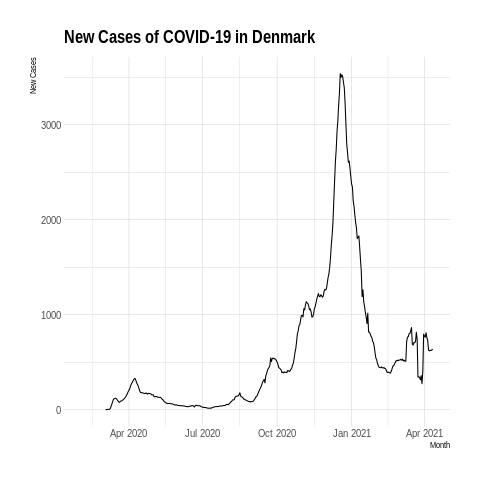 New Cases of COVID-19 in Denmark
New Cases
3000
2000
1000
0
Apr 2020 Jul 2020 Oct 2020 Jan 2021 Apr 2021
Month